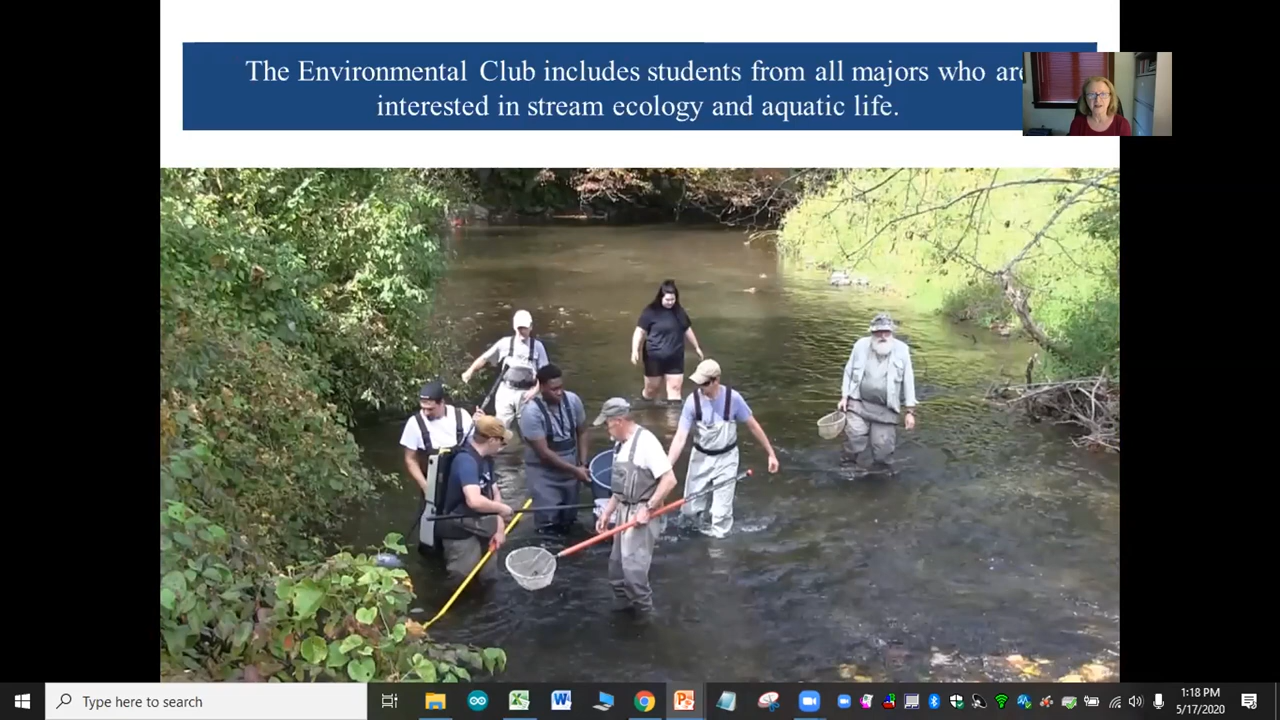 The Environmental Club includes students from all majors who are
interested in stream ecology and aquatic life.
Type here to search
1:18 PM
5/17/2020